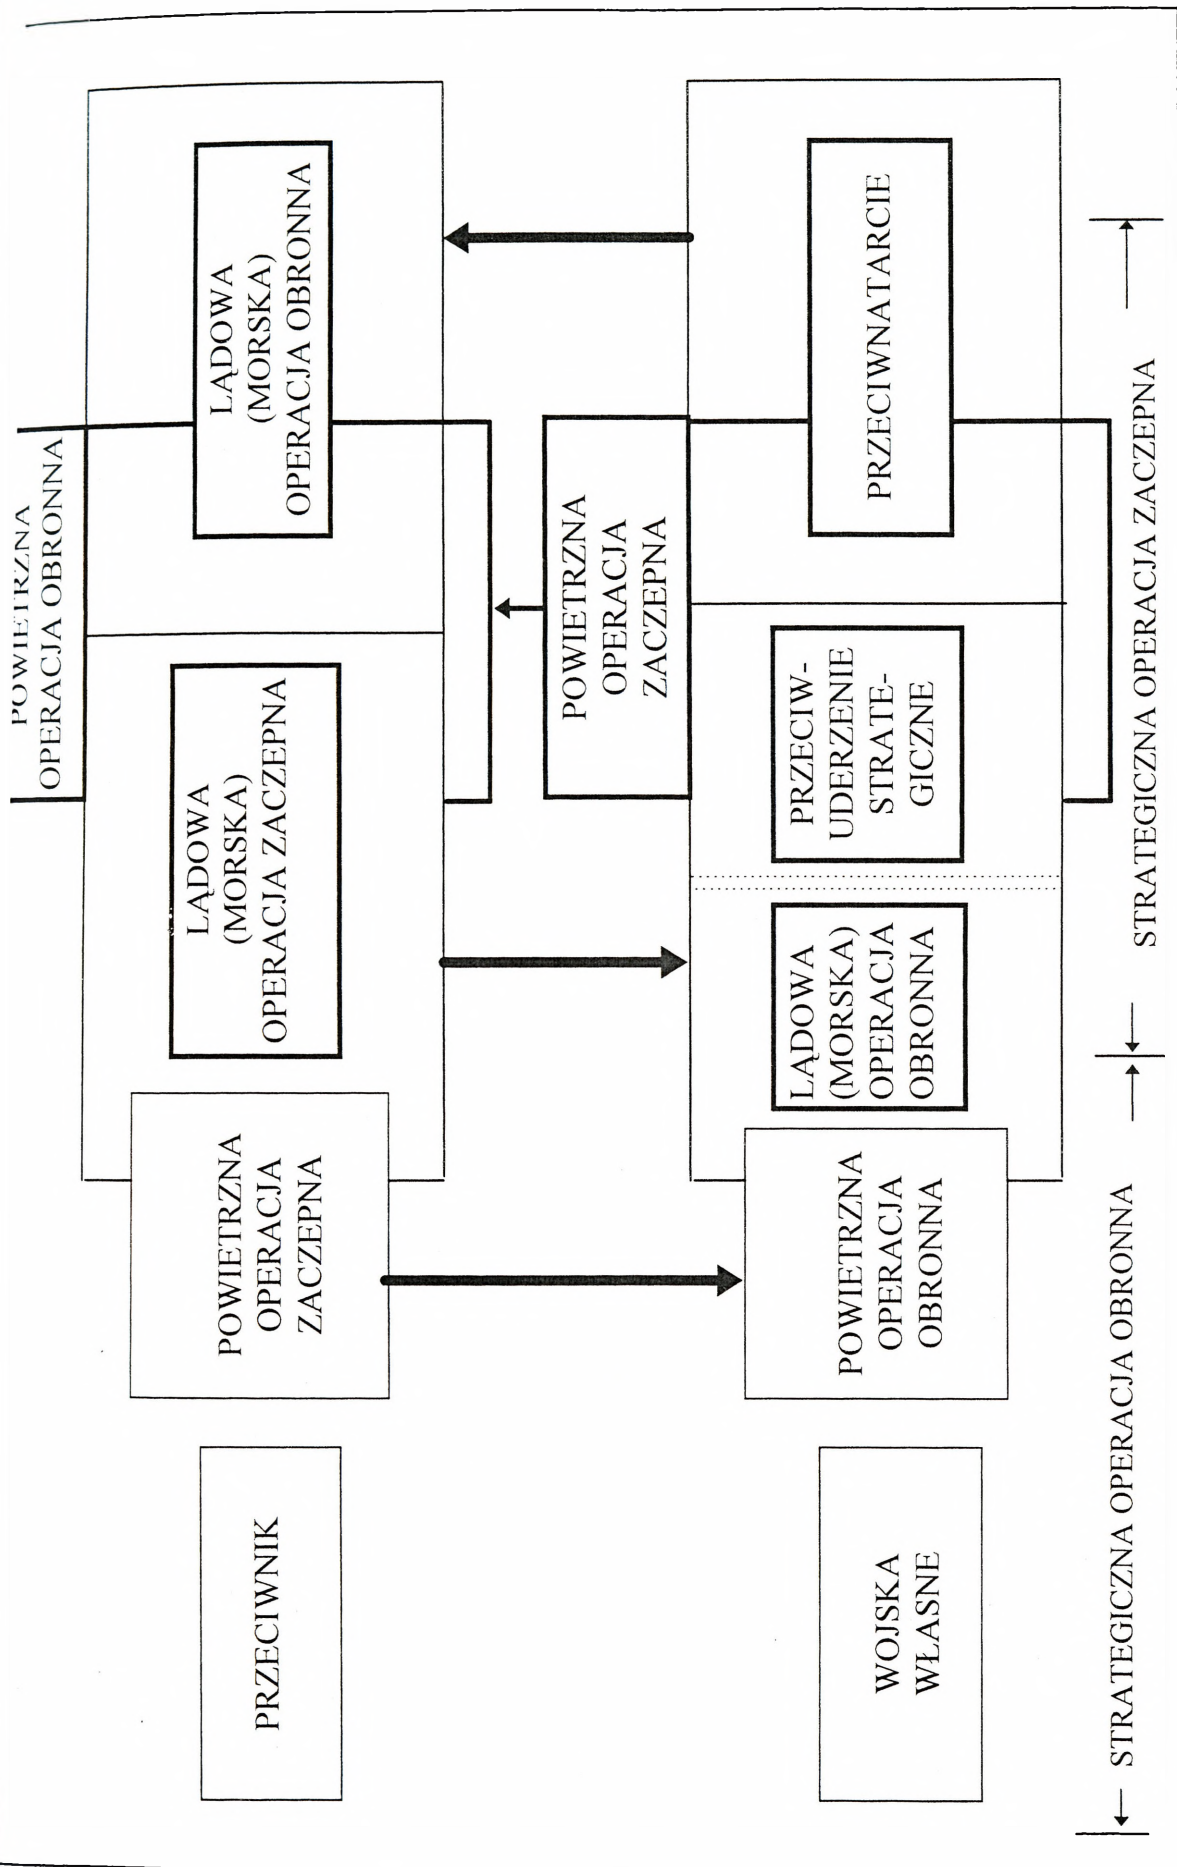 POWIETRZNA
OPERACJA OBRONNA
PRZECIWNIK
POWIETRZNA
OPERACJA
ZACZEPNA
LĄDOWA
(MORSKA)
OPERACJA ZACZEPNA
LĄDOWA
(MORSKA)
OPERACJA OBRONNA
POWIETRZNA
OPERACJA
ZACZEPNA
WOJSKA
WŁASNE
POWIETRZNA
OPERACJA
OBRONNA
LĄDOWA
(MORSKA)
OPERACJA
OBRONNA
PRZECIW-
UDERZENIE
STRATE-
GICZNE
PRZECIWNATARCIE
STRATEGICZNA OPERACJA OBRONNA
STRATEGICZNA OPERACJA ZACZEPNA